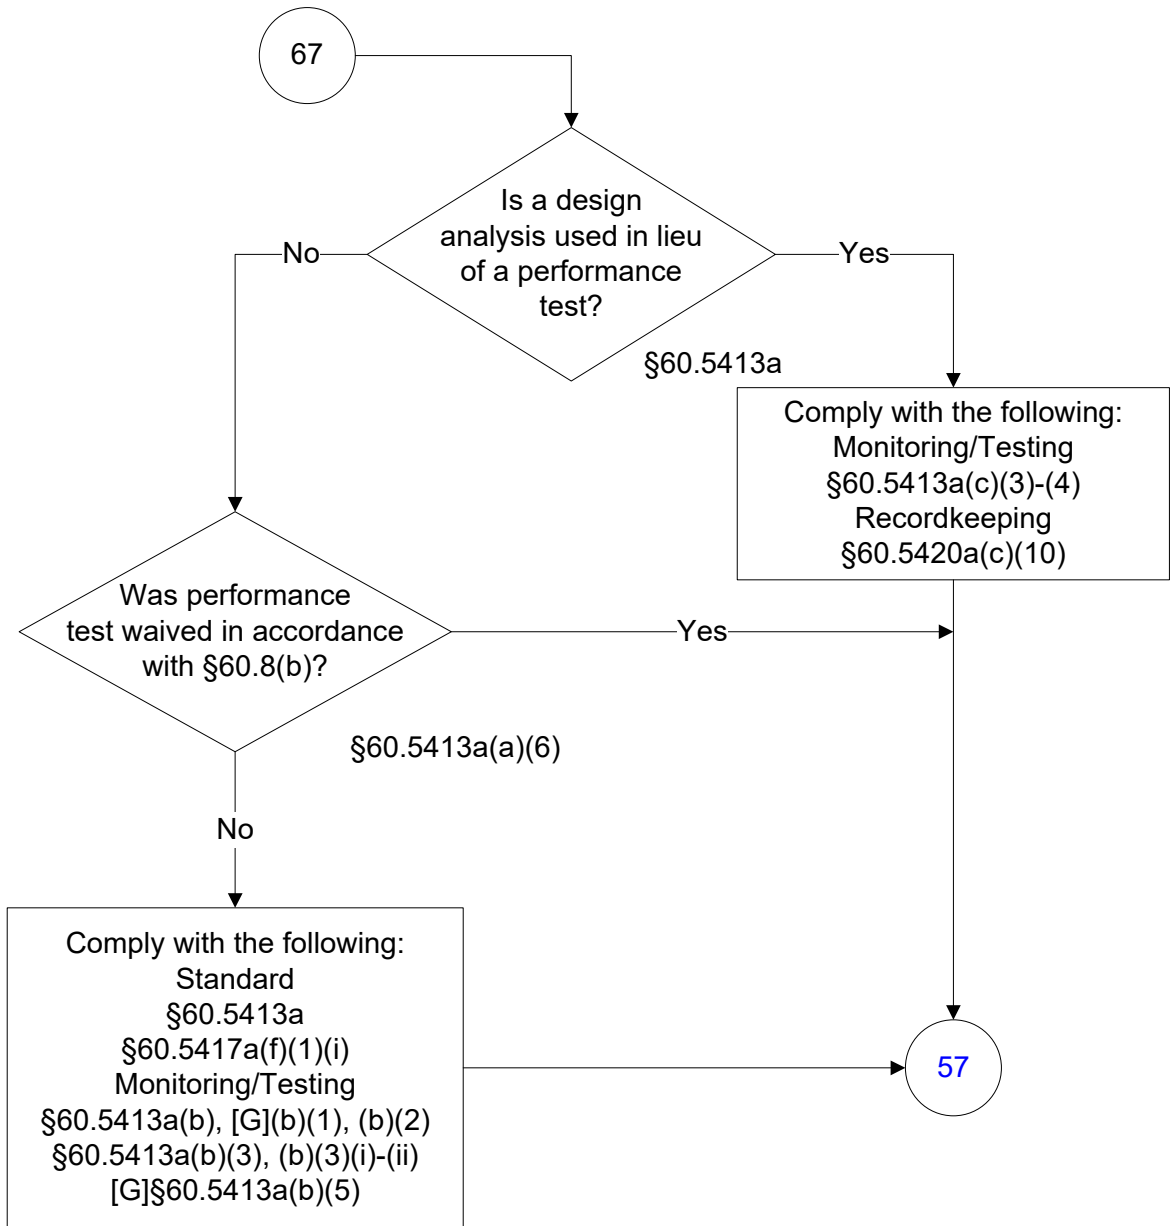 67
Is a design
analysis used in lieu
of a performance
test?
No
Yes
§60.5413a
Comply with the following:
Monitoring/Testing
§60.5413a(c)(3)-(4)
Recordkeeping
§60.5420a(c)(10)
Was performance
test waived in accordance
with §60.8(b)?
Yes
§60.5413a(a)(6)
No
Comply with the following:
Standard
§60.5413a
§60.5417a(f)(1)(i)
Monitoring/Testing
§60.5413a(b), [G](b)(1), (b)(2)
§60.5413a(b)(3), (b)(3)(i)-(ii)
[G]§60.5413a(b)(5)
57